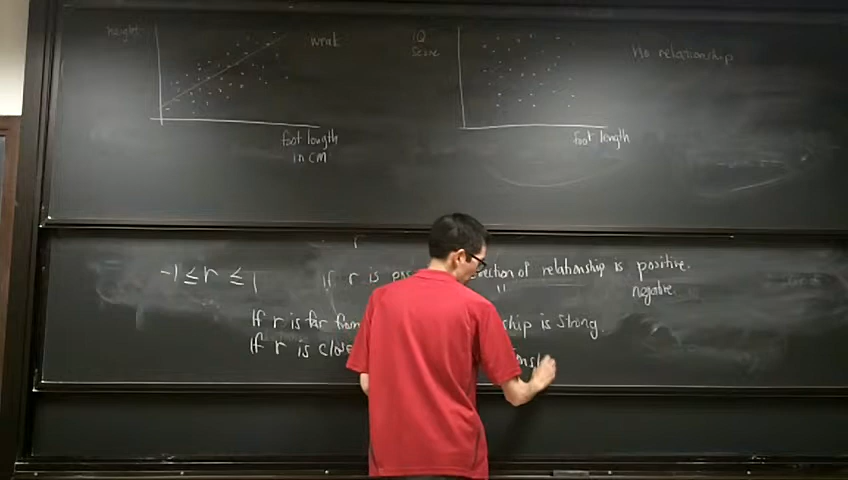 height
weak
foot length
in CM
IQ
Score
No relationship
foot length
r
-1 ≤ r ≤ 1
if r is direction of relationship is positive.
"
negative.
If r is far from ship is strong.
If r is close